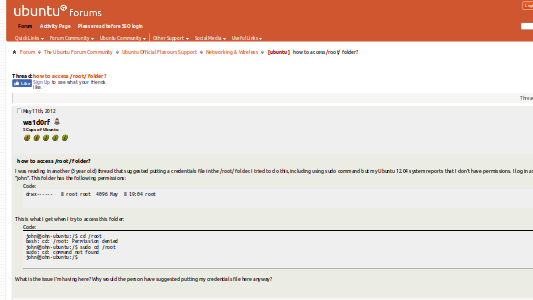 ubuntu forums
Log
Forum Activity Page Please read before SSO login
Quick Links Forum Community Ubuntu Community Other Support Social Media Useful Links
Forum The Ubuntu Forum Community Ubuntu Official Flavours Support Networking & Wireless [ubuntu] how to access /root/ folder?
Thread: how to access /root/ folder?
Like Sign Up to see what your friends
like.
Threa
May 11th, 2012
wa1d0rf
5 Cups of Ubuntu
how to access /root/ folder?
I was reading in another (3 year old) thread that suggested putting a credentials file in the /root/ folder. I tried to do this, including using sudo command but my Ubuntu 12.04 system reports that I don't have permissions. I log in as
"john". This folder has the following permissions:
Code:
drwx------ 8 root root 4096 May 8 19:04 root
This is what I get when I try to access this folder:
Code:
john@john-ubuntu:/$ cd /root
bash: cd: /root: Permission denied
john@john-ubuntu:/$ sudo cd /root
sudo: cd: command not found
john@john-ubuntu:/$
What is the issue I'm having here? Why would the person have suggested putting my credentials file here anyway?